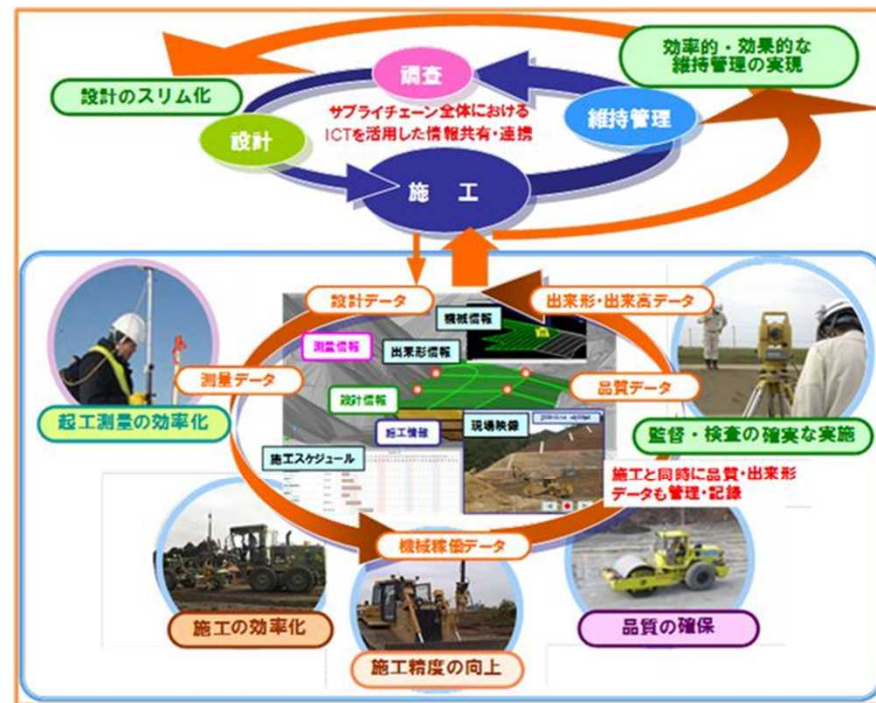 効率的・効果的な
維持管理の実現
調査
設計のスリム化
サプライチェーン全体における
ICTを活用した情報共有・連携
維持管理
設計
施 工
設計データ
出来形・出来高データ
機械情報
測量情報
出来形情報
測量データ
品質データ
設計情報
起工測量の効率化
施工情報
現場映像
監督・検査の確実な実施
施工スケジュール
施工と同時に品質・出来形
データも管理・記録
機械稼働データ
施工の効率化
品質の確保
施工精度の向上